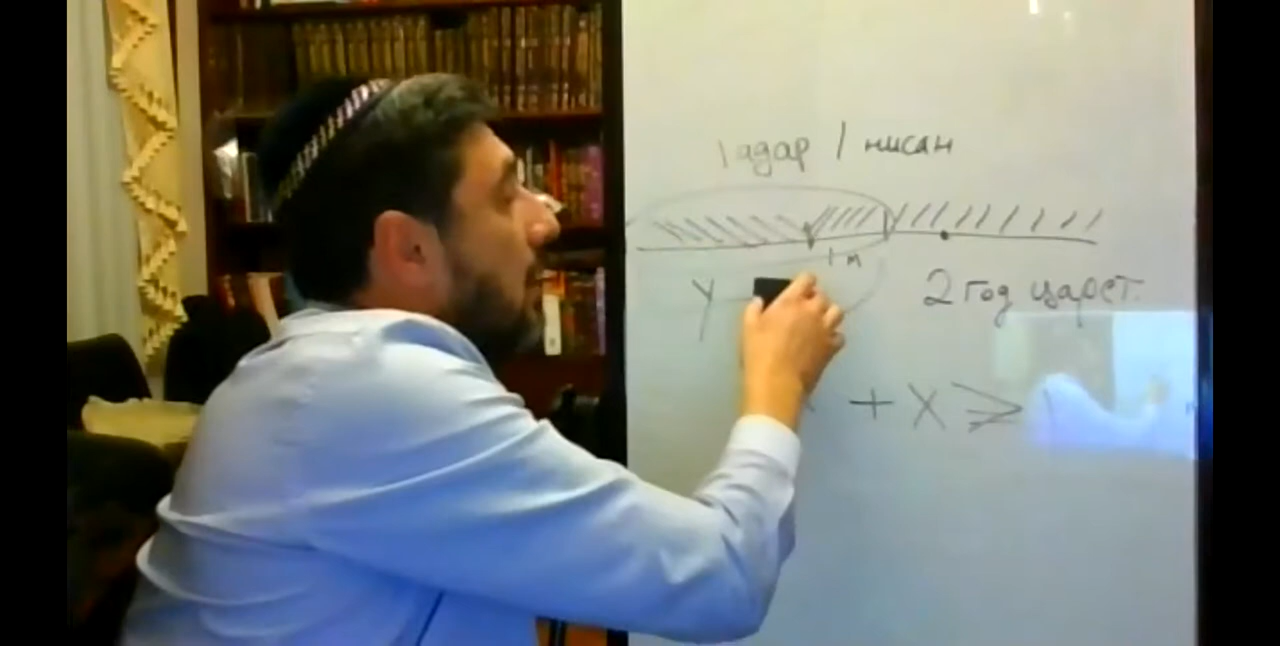 1 адар 1 нисан
1 м
y 2 год царст.
+ X ≥